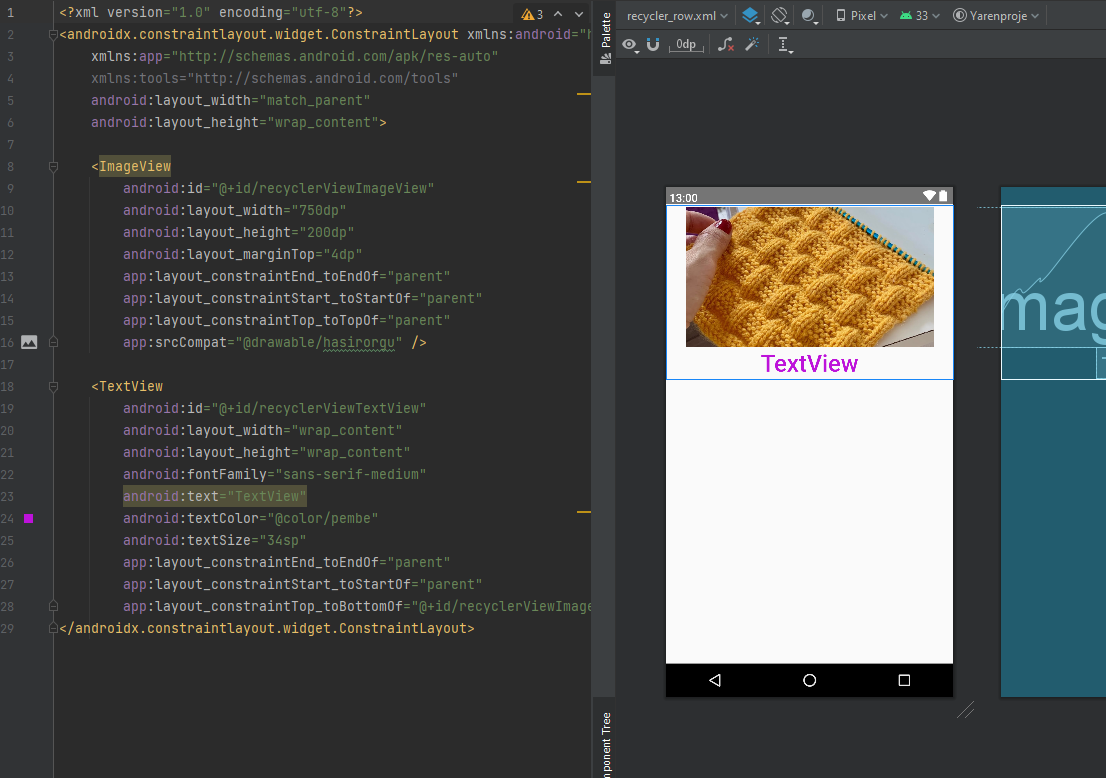 1 <?xml version="1.0" encoding="utf-8"?>
3
2 <androidx.constraintlayout.widget.ConstraintLayout xmlns:android="h
3 xmlns:app="http://schemas.android.com/apk/res-auto"
4 xmlns:tools="http://schemas.android.com/tools"
5 android:layout_width="match_parent"
6 android:layout_height="wrap_content">
7
8 <ImageView
9 android:id="@+id/recyclerViewImageView"
10 android:layout_width="750dp"
11 android:layout_height="200dp"
12 android:layout_marginTop="4dp"
13 app:layout_constraintEnd_toEndOf="parent"
14 app:layout_constraintStart_toStartOf="parent"
15 app:layout_constraintTop_toTopOf="parent"
16 app:srcCompat="@drawable/hasirorgu" />
17
18 <TextView
19 android:id="@+id/recyclerViewTextView"
20 android:layout_width="wrap_content"
21 android:layout_height="wrap_content"
22 android:fontFamily="sans-serif-medium"
23 android:text="TextView"
24 android:textColor="@color/pembe"
25 android:textSize="34sp"
26 app:layout_constraintEnd_toEndOf="parent"
27 app:layout_constraintStart_toStartOf="parent"
28 app:layout_constraintTop_toBottomOf="@+id/recyclerViewImage
29 </androidx.constraintlayout.widget.ConstraintLayout>
Palette
recycler_row.xml
Pixel
33
Yarenproje
0dp
13:00
TextView
mag
mponent Tree